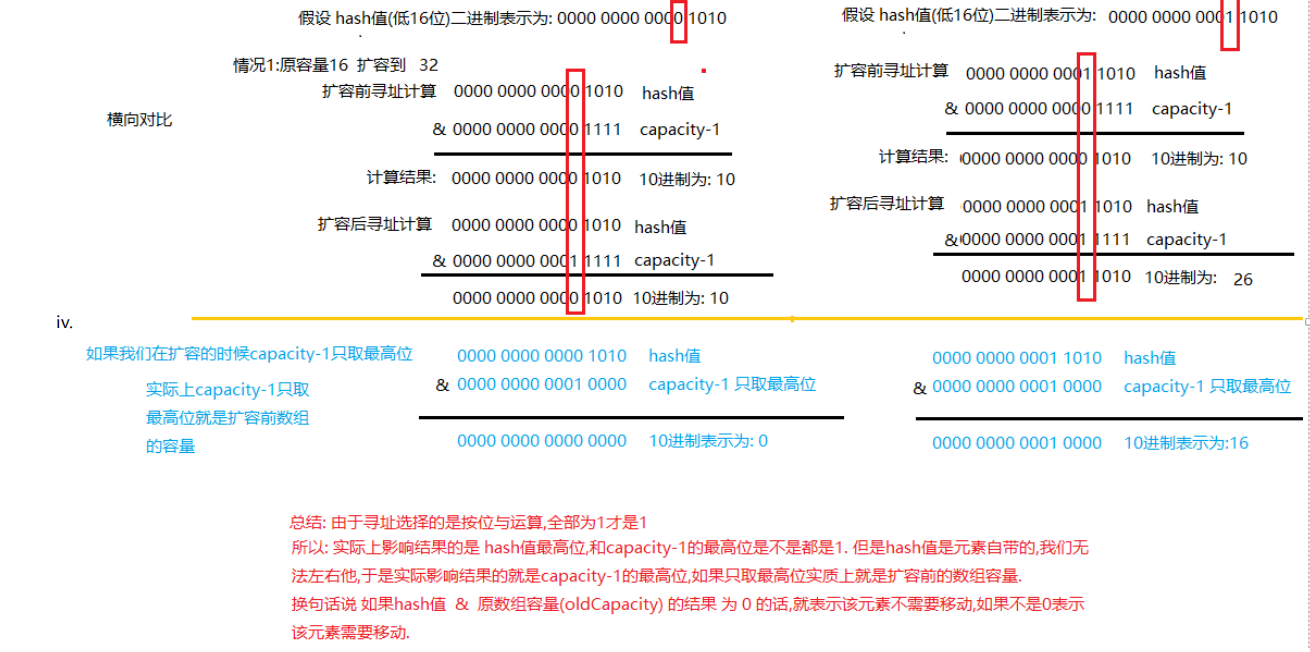 假设 hash值(低16位)二进制表示为: 0000 0000 0000 1010
假设 hash值(低16位)二进制表示为: 0000 0000 0001 1010
情况1:原容量16 扩容到 32
横向对比
扩容前寻址计算 0000 0000 0000 1010 hash值
& 0000 0000 0000 1111 capacity-1
计算结果: 0000 0000 0000 1010 10进制为: 10
扩容后寻址计算 0000 0000 0000 1010 hash值
& 0000 0000 0001 1111 capacity-1
0000 0000 0000 1010 10进制为: 10
扩容前寻址计算 0000 0000 0001 1010 hash值
& 0000 0000 0000 1111 capacity-1
计算结果: 0000 0000 0000 1010 10进制为: 10
扩容后寻址计算 0000 0000 0001 1010 hash值
& 0000 0000 0001 1111 capacity-1
0000 0000 0001 1010 10进制为: 26
iv.
如果我们在扩容的时候capacity-1只取最高位
实际上capacity-1只取
最高位就是扩容前数组
的容量
0000 0000 0000 1010 hash值
& 0000 0000 0001 0000 capacity-1 只取最高位
0000 0000 0000 0000 10进制表示为: 0
0000 0000 0001 1010 hash值
& 0000 0000 0001 0000 capacity-1 只取最高位
0000 0000 0001 0000 10进制表示为:16
总结: 由于寻址选择的是按位与运算,全部为1才是1
所以: 实际上影响结果的是 hash值最高位,和capacity-1的最高位是不是都是1. 但是hash值是元素自带的,我们无
法左右他,于是实际影响结果的就是capacity-1的最高位,如果只取最高位实质上就是扩容前的数组容量.
换句话说 如果hash值 & 原数组容量(oldCapacity) 的结果 为 0 的话,就表示该元素不需要移动,如果不是0表示
该元素需要移动.